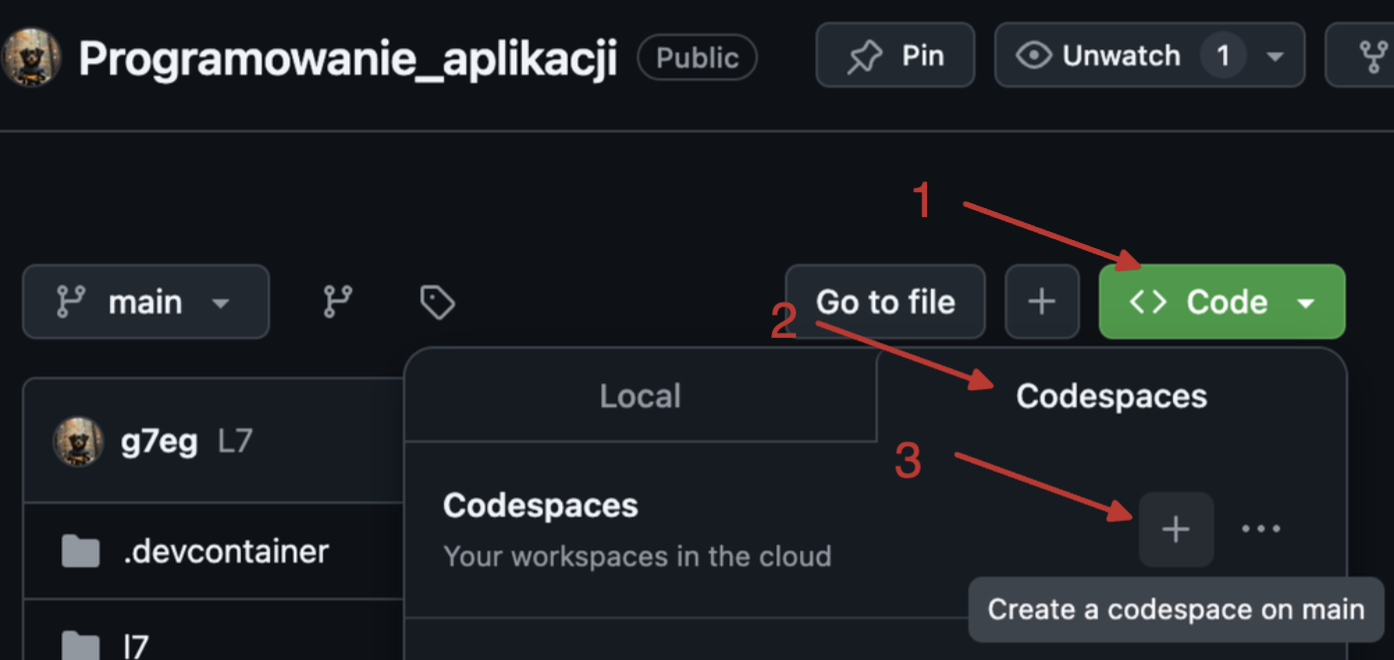 Programowanie_aplikacji Public Pin Unwatch 1
1
main Go to file + Code
2
Local Codespaces
g7eg L7
3
Codespaces
+ ...
Your workspaces in the cloud
.devcontainer
Create a codespace on main
l7